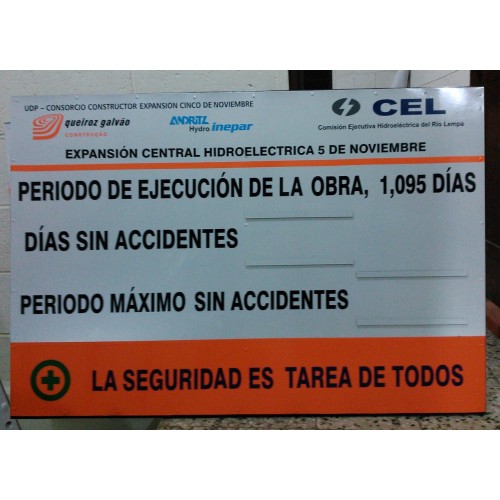 UDP – CONSORCIO CONSTRUCTOR EXPANSION CINCO DE NOVIEMBRE
queiroz galvão
CONSTRUÇÃO
ANDRITZ
Hydro inepar
CEL
Comisión Ejecutiva Hidroeléctrica del Río Lempa
EXPANSIÓN CENTRAL HIDROELECTRICA 5 DE NOVIEMBRE
PERIODO DE EJECUCIÓN DE LA OBRA, 1,095 DÍAS
DÍAS SIN ACCIDENTES
PERIODO MÁXIMO SIN ACCIDENTES
LA SEGURIDAD ES TAREA DE TODOS